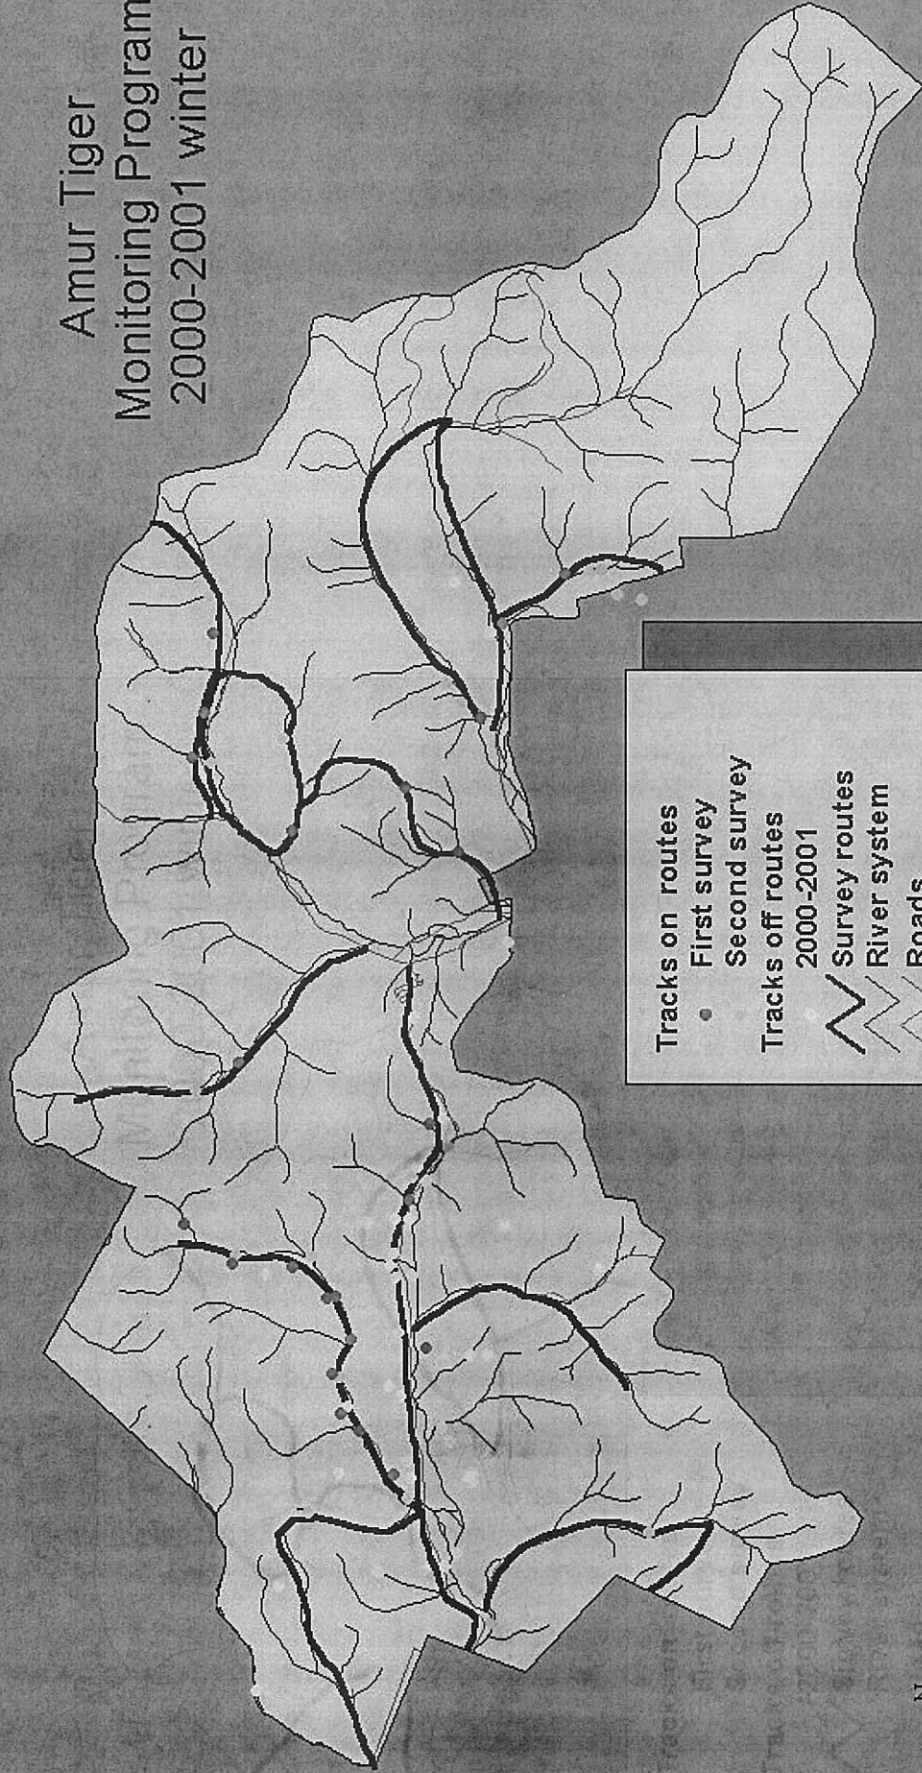 Amur Tiger
Monitoring Program
2000-2001 winter
Tracks on routes
First survey
Second survey
Tracks off routes
2000-2001
Survey routes
River system
Roads
N